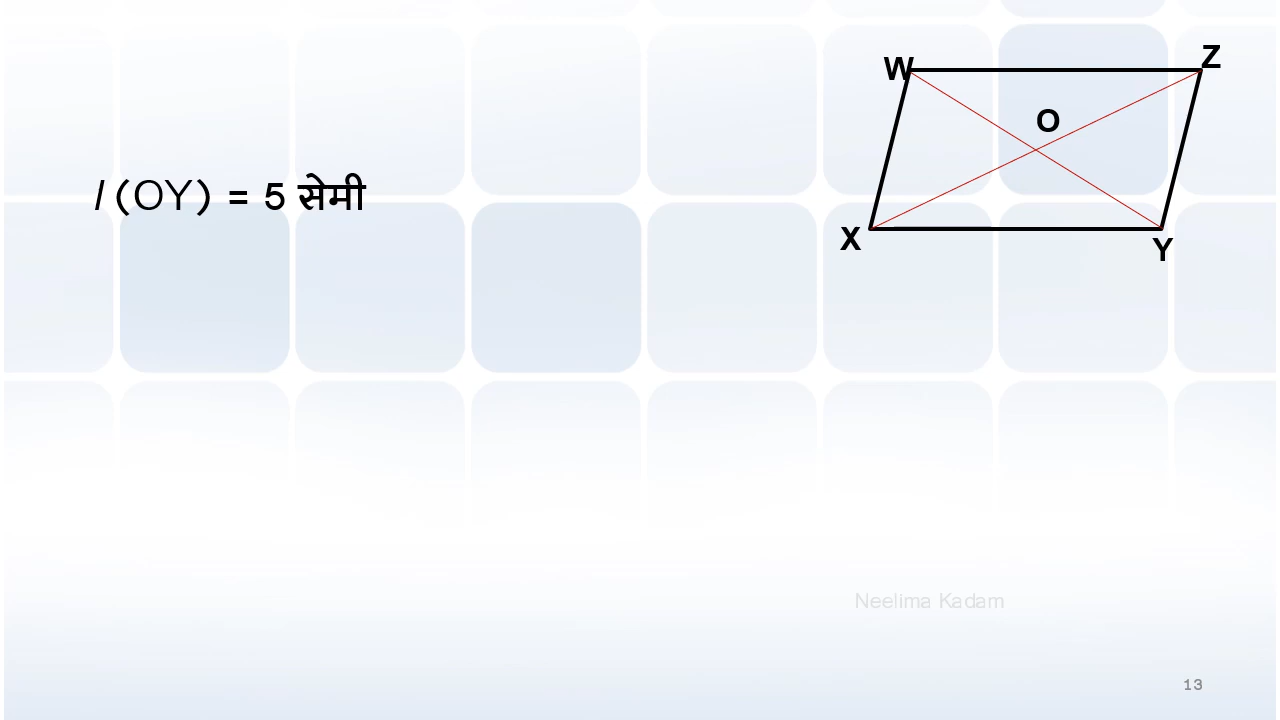 W
Z
O
l (OY) = 5 सेमी
X
Y
Neelima Kadam
13